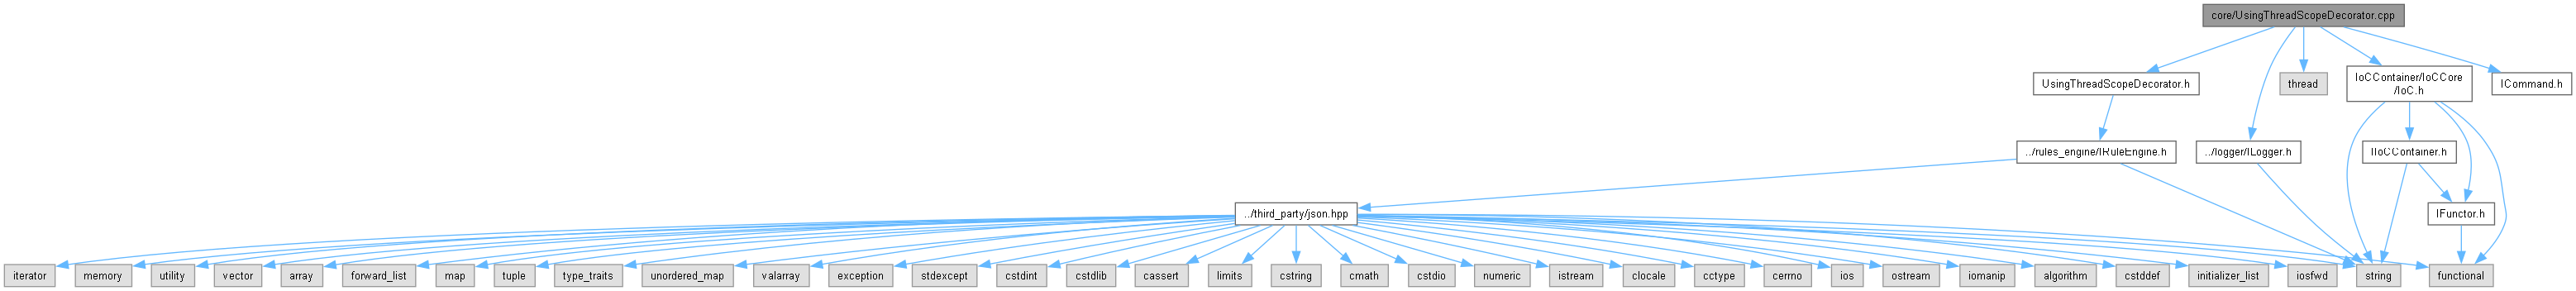 core/UsingThreadScopeDecorator.cpp
UsingThreadScopeDecorator.h
thread
IoCContainer/IoCCore
/IoC.h
ICommand.h
../rules_engine/IRuleEngine.h
../logger/ILogger.h
IIoCContainer.h
../third_party/json.hpp
IFunctor.h
iterator
memory
utility
vector
array
forward_list
map
tuple
type_traits
unordered_map
valarray
exception
stdexcept
cstdint
cstdlib
cassert
limits
cstring
cmath
cstdio
numeric
istream
clocale
cctype
cerrno
ios
ostream
iomanip
algorithm
cstddef
initializer_list
iosfwd
string
functional